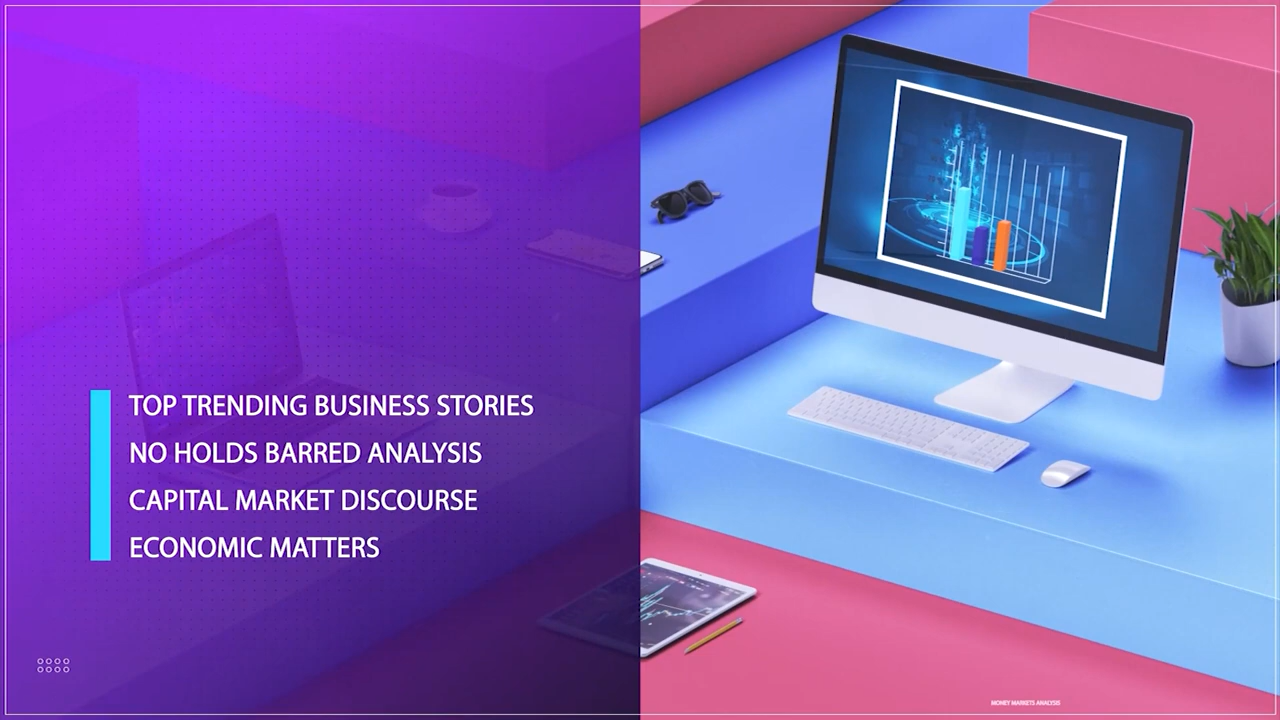 TOP TRENDING BUSINESS STORIES
NO HOLDS BARRED ANALYSIS
CAPITAL MARKET DISCOURSE
ECONOMIC MATTERS
MONEY MARKETS ANALYSIS